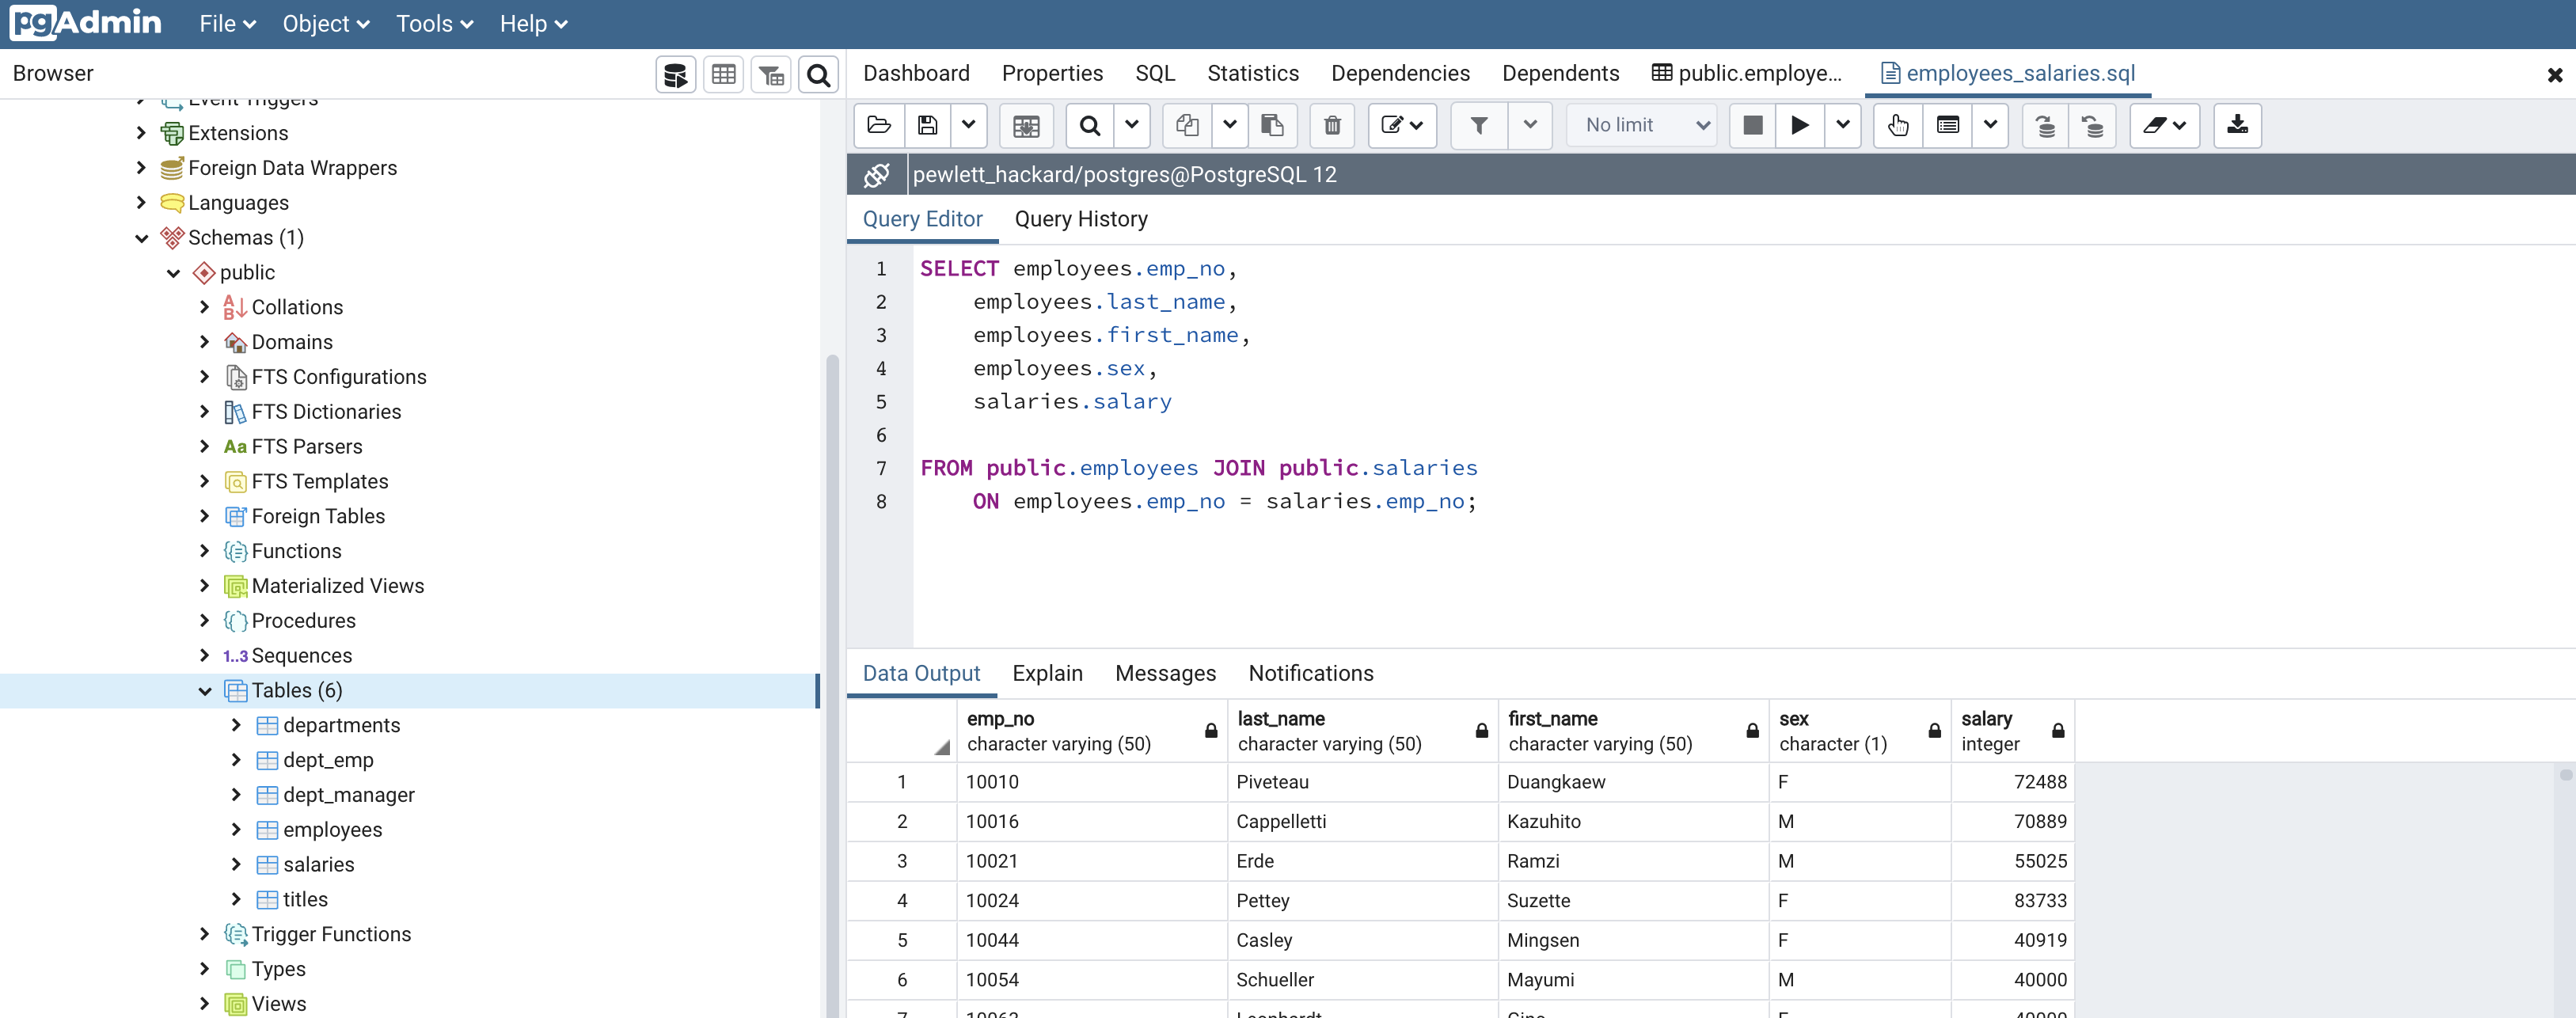 pgAdmin File Object Tools Help
Browser
Dashboard Properties SQL Statistics Dependencies Dependents public.employe... employees_salaries.sql
Event Triggers
Extensions
Foreign Data Wrappers
Languages
Schemas (1)
public
Collations
Domains
FTS Configurations
FTS Dictionaries
Aa FTS Parsers
FTS Templates
Foreign Tables
Functions
Materialized Views
Procedures
1..3 Sequences
Tables (6)
departments
dept_emp
dept_manager
employees
salaries
titles
Trigger Functions
Types
Views
No limit
pewlett_hackard/postgres@PostgreSQL 12
Query Editor Query History
1 SELECT employees.emp_no,
2 employees.last_name,
3 employees.first_name,
4 employees.sex,
5 salaries.salary
6
7 FROM public.employees JOIN public.salaries
8 ON employees.emp_no = salaries.emp_no;
Data Output Explain Messages Notifications
emp_no last_name first_name sex salary
character varying (50) character varying (50) character varying (50) character (1) integer
1 10010 Piveteau Duangkaew F 72488
2 10016 Cappelletti Kazuhito M 70889
3 10021 Erde Ramzi M 55025
4 10024 Pettey Suzette F 83733
5 10044 Casley Mingsen F 40919
6 10054 Schueller Mayumi M 40000